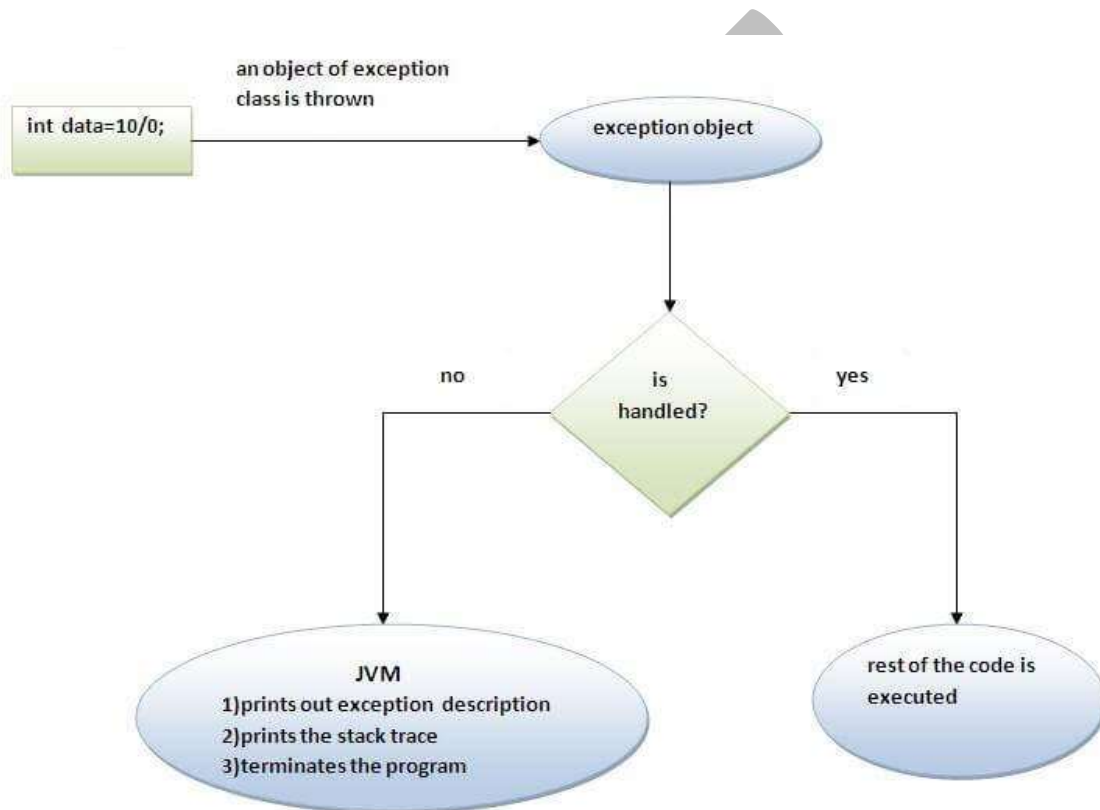 an object of exception
class is thrown
int data=10/0;
exception object
no
is
handled?
yes
JVM
1)prints out exception description
2)prints the stack trace
3)terminates the program
rest of the code is
executed